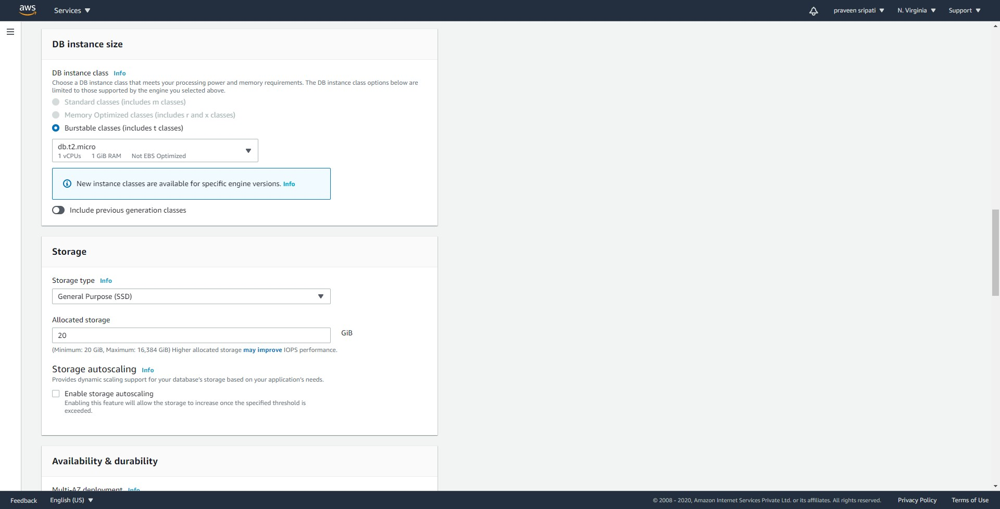 aws
Services
praveen sripati
N. Virginia
Support
DB instance size
DB instance class Info
Choose a DB instance class that meets your processing power and memory requirements. The DB instance class options below are
limited to those supported by the engine you selected above.
Standard classes (includes m classes)
Memory Optimized classes (includes r and x classes)
Burstable classes (includes t classes)
db.t2.micro
1 vCPUs 1 GiB RAM Not EBS Optimized
New instance classes are available for specific engine versions. Info
Include previous generation classes
Storage
Storage type Info
General Purpose (SSD)
Allocated storage
20
GiB
(Minimum: 20 GiB, Maximum: 16,384 GiB) Higher allocated storage may improve IOPS performance.
Storage autoscaling Info
Provides dynamic scaling support for your database's storage based on your application's needs.
Enable storage autoscaling
Enabling this feature will allow the storage to increase once the specified threshold is
exceeded.
Availability & durability
Multi-AZ deployment Info
Feedback
English (US)
© 2008 - 2020, Amazon Internet Services Private Ltd. or its affiliates. All rights reserved.
Privacy Policy
Terms of Use